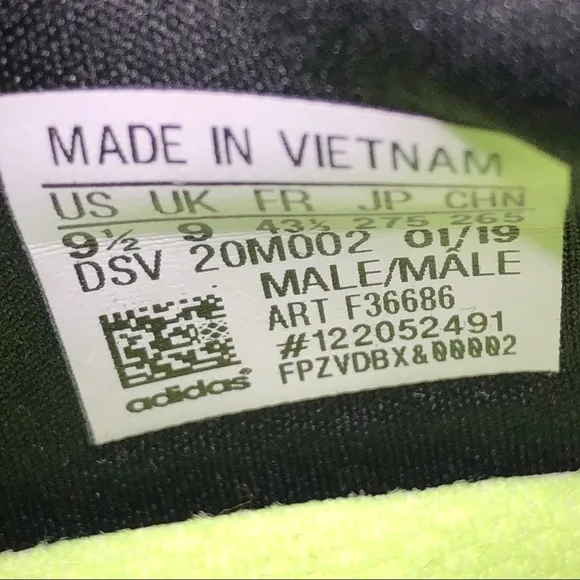 MADE IN VIETNAM
US UK FR JP CHN
9½ 9 43⅓ 275 265
DSV 20M002 01/19
MALE/MÂLE
ART F36686
#122052491
FPZVDBX&00002
adidas